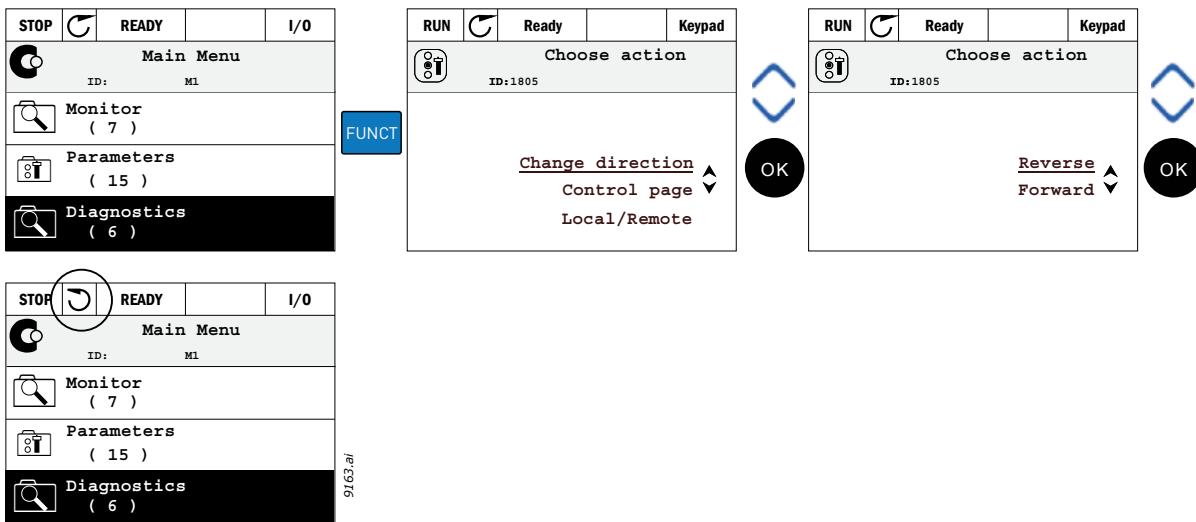 STOP READY I/O
Main Menu
ID: M1
Monitor
( 7 )
Parameters
( 15 )
Diagnostics
( 6 )
FUNCT
RUN Ready Keypad
Choose action
ID:1805
Change direction
Control page
Local/Remote
OK
RUN Ready Keypad
Choose action
ID:1805
Reverse
Forward
OK
STOP READY I/O
Main Menu
ID: M1
Monitor
( 7 )
Parameters
( 15 )
Diagnostics
( 6 )
9163.ai